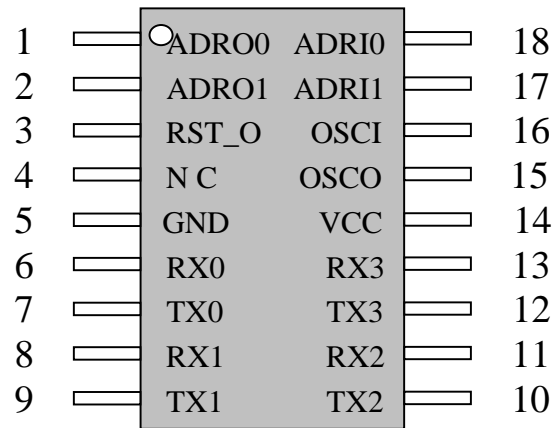 1 ADRO0 ADRI0 18
2 ADRO1 ADRI1 17
3 RST_O OSCI 16
4 N C OSCO 15
5 GND VCC 14
6 RX0 RX3 13
7 TX0 TX3 12
8 RX1 RX2 11
9 TX1 TX2 10